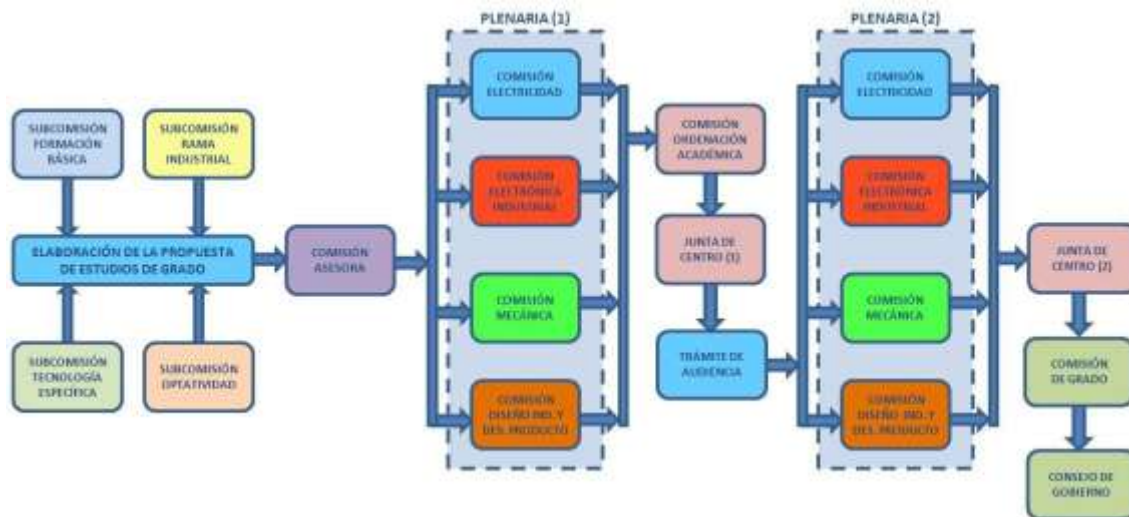 PLENARIA (1)
PLENARIA (2)
SUBCOMISIÓN
FORMACIÓN
BÁSICA
SUBCOMISIÓN
RAMA
INDUSTRIAL
ELABORACIÓN DE LA PROPUESTA
DE ESTUDIOS DE GRADO
SUBCOMISIÓN
TECNOLOGÍA
ESPECÍFICA
SUBCOMISIÓN
OPTATIVIDAD
COMISIÓN
ASESORA
COMISIÓN
ELECTRICIDAD
COMISIÓN
ELECTRÓNICA
INDUSTRIAL
COMISIÓN
MECÁNICA
COMISIÓN
DISEÑO IND. Y
DES. PRODUCTO
COMISIÓN
ORDENACIÓN
ACADÉMICA
JUNTA DE
CENTRO (1)
TRÁMITE DE
AUDIENCIA
COMISIÓN
ELECTRICIDAD
COMISIÓN
ELECTRÓNICA
INDUSTRIAL
COMISIÓN
MECÁNICA
COMISIÓN
DISEÑO IND. Y
DES. PRODUCTO
JUNTA DE
CENTRO (2)
COMISIÓN
DE GRADO
CONSEJO DE
GOBIERNO